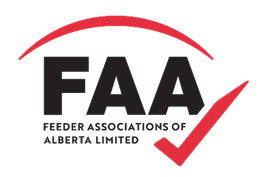 FAA
FEEDER ASSOCIATIONS OF
ALBERTA LIMITED